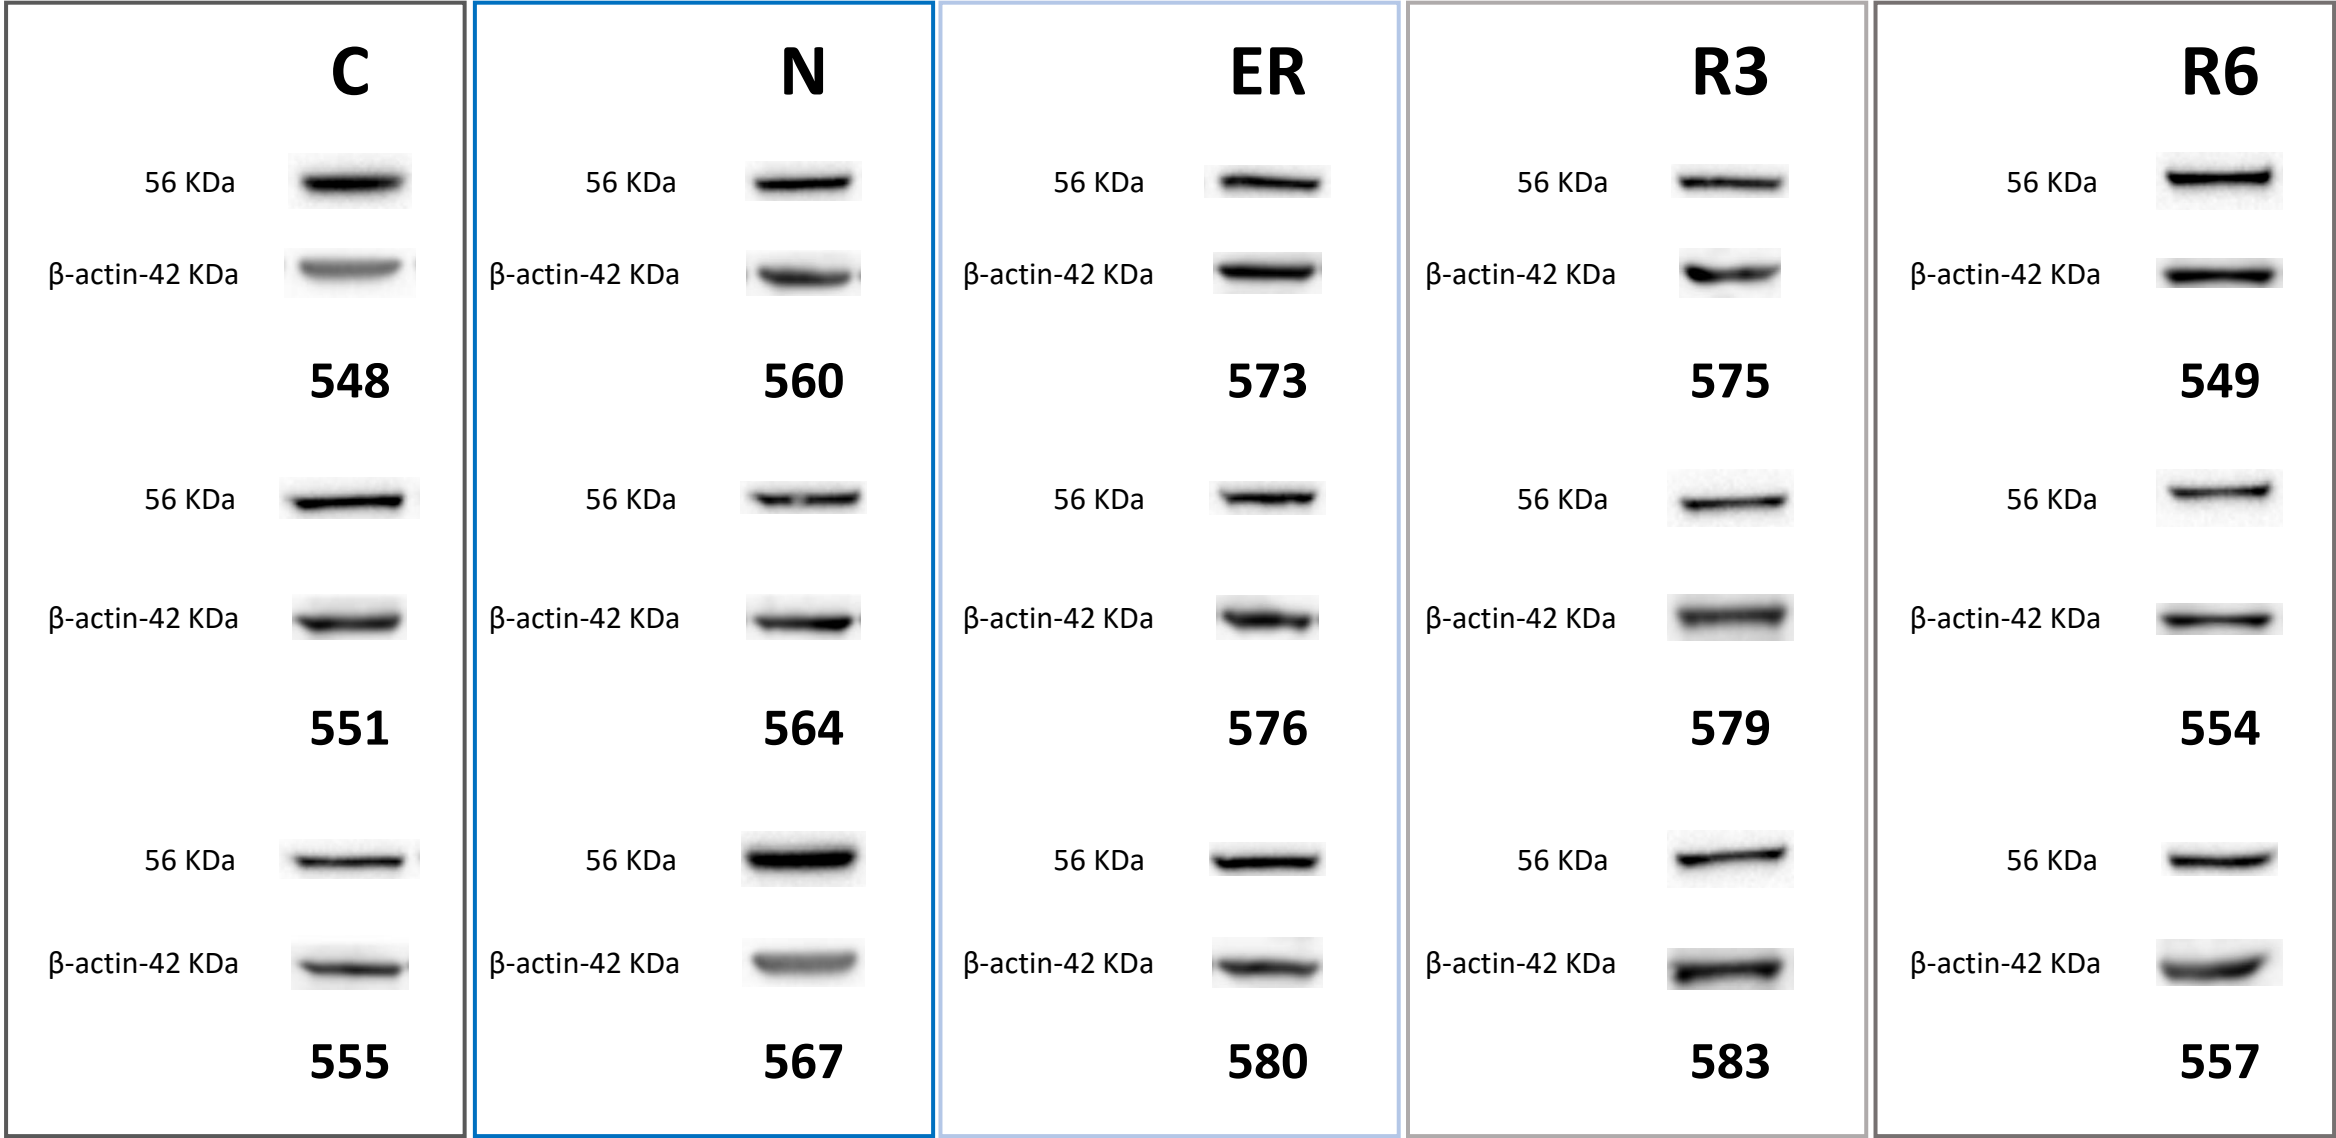 C
56 KDa
β-actin-42 KDa
548
56 KDa
β-actin-42 KDa
551
56 KDa
β-actin-42 KDa
555
N
56 KDa
β-actin-42 KDa
560
56 KDa
β-actin-42 KDa
564
56 KDa
β-actin-42 KDa
567
ER
56 KDa
β-actin-42 KDa
573
56 KDa
β-actin-42 KDa
576
56 KDa
β-actin-42 KDa
580
R3
56 KDa
β-actin-42 KDa
575
56 KDa
β-actin-42 KDa
579
56 KDa
β-actin-42 KDa
583
R6
56 KDa
β-actin-42 KDa
549
56 KDa
β-actin-42 KDa
554
56 KDa
β-actin-42 KDa
557